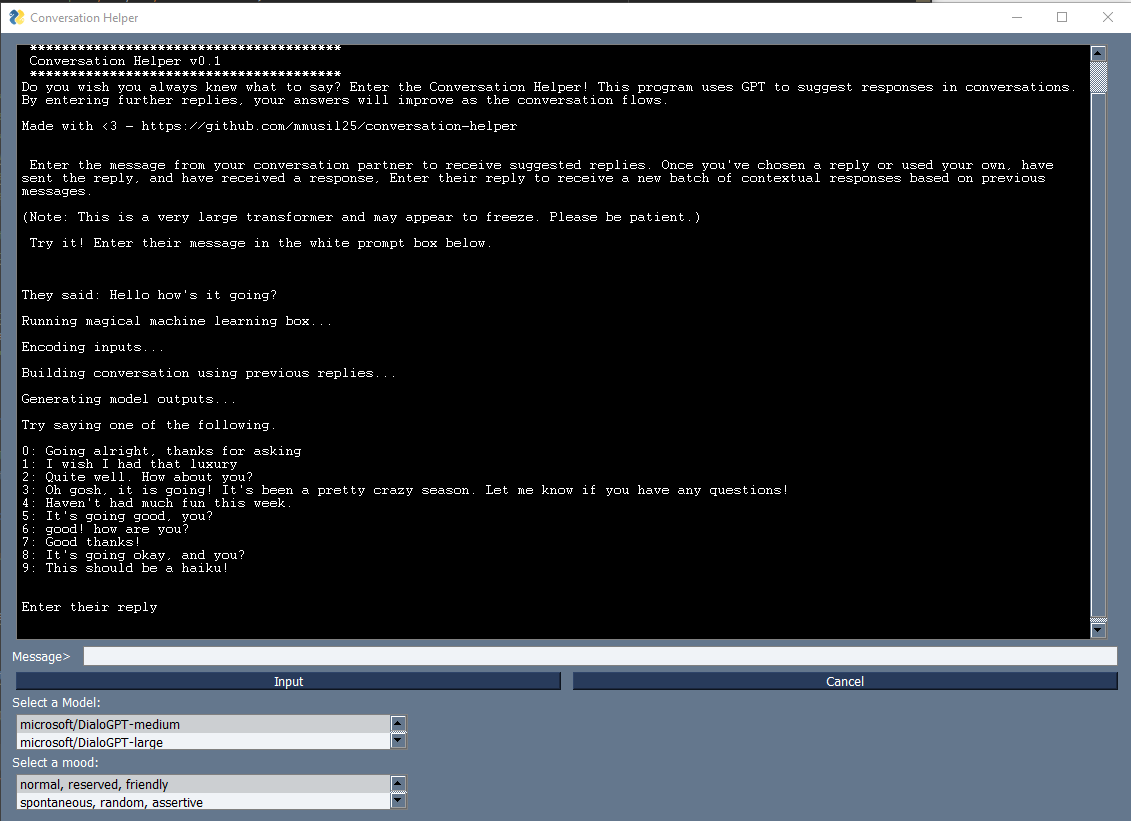 Conversation Helper
***************************************
Conversation Helper v0.1
***************************************
Do you wish you always knew what to say? Enter the Conversation Helper! This program uses GPT to suggest responses in conversations.
By entering further replies, your answers will improve as the conversation flows.
Made with <3 - https://github.com/mmusil25/conversation-helper
Enter the message from your conversation partner to receive suggested replies. Once you've chosen a reply or used your own, have
sent the reply, and have received a response, Enter their reply to receive a new batch of contextual responses based on previous
messages.
(Note: This is a very large transformer and may appear to freeze. Please be patient.)
Try it! Enter their message in the white prompt box below.
They said: Hello how's it going?
Running magical machine learning box...
Encoding inputs...
Building conversation using previous replies...
Generating model outputs...
Try saying one of the following.
0: Going alright, thanks for asking
1: I wish I had that luxury
2: Quite well. How about you?
3: Oh gosh, it is going! It's been a pretty crazy season. Let me know if you have any questions!
4: Haven't had much fun this week.
5: It's going good, you?
6: good! how are you?
7: Good thanks!
8: It's going okay, and you?
9: This should be a haiku!
Enter their reply
Message>
Input Cancel
Select a Model:
microsoft/DialoGPT-medium
microsoft/DialoGPT-large
Select a mood:
normal, reserved, friendly
spontaneous, random, assertive